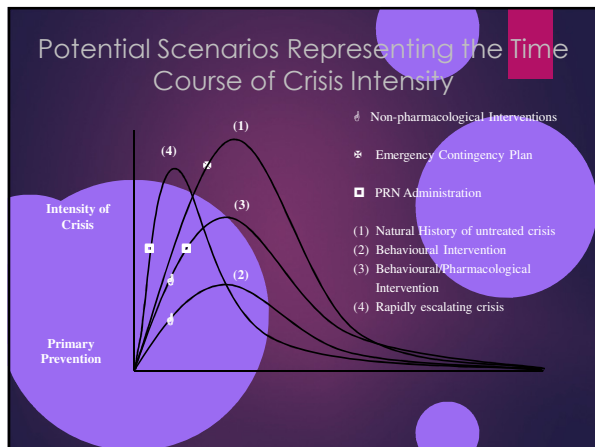 Potential Scenarios Representing the Time
Course of Crisis Intensity
(1)
(4)
(3)
(2)
Intensity of
Crisis
Primary
Prevention
Non-pharmacological Interventions
Emergency Contingency Plan
PRN Administration
(1) Natural History of untreated crisis
(2) Behavioural Intervention
(3) Behavioural/Pharmacological
Intervention
(4) Rapidly escalating crisis